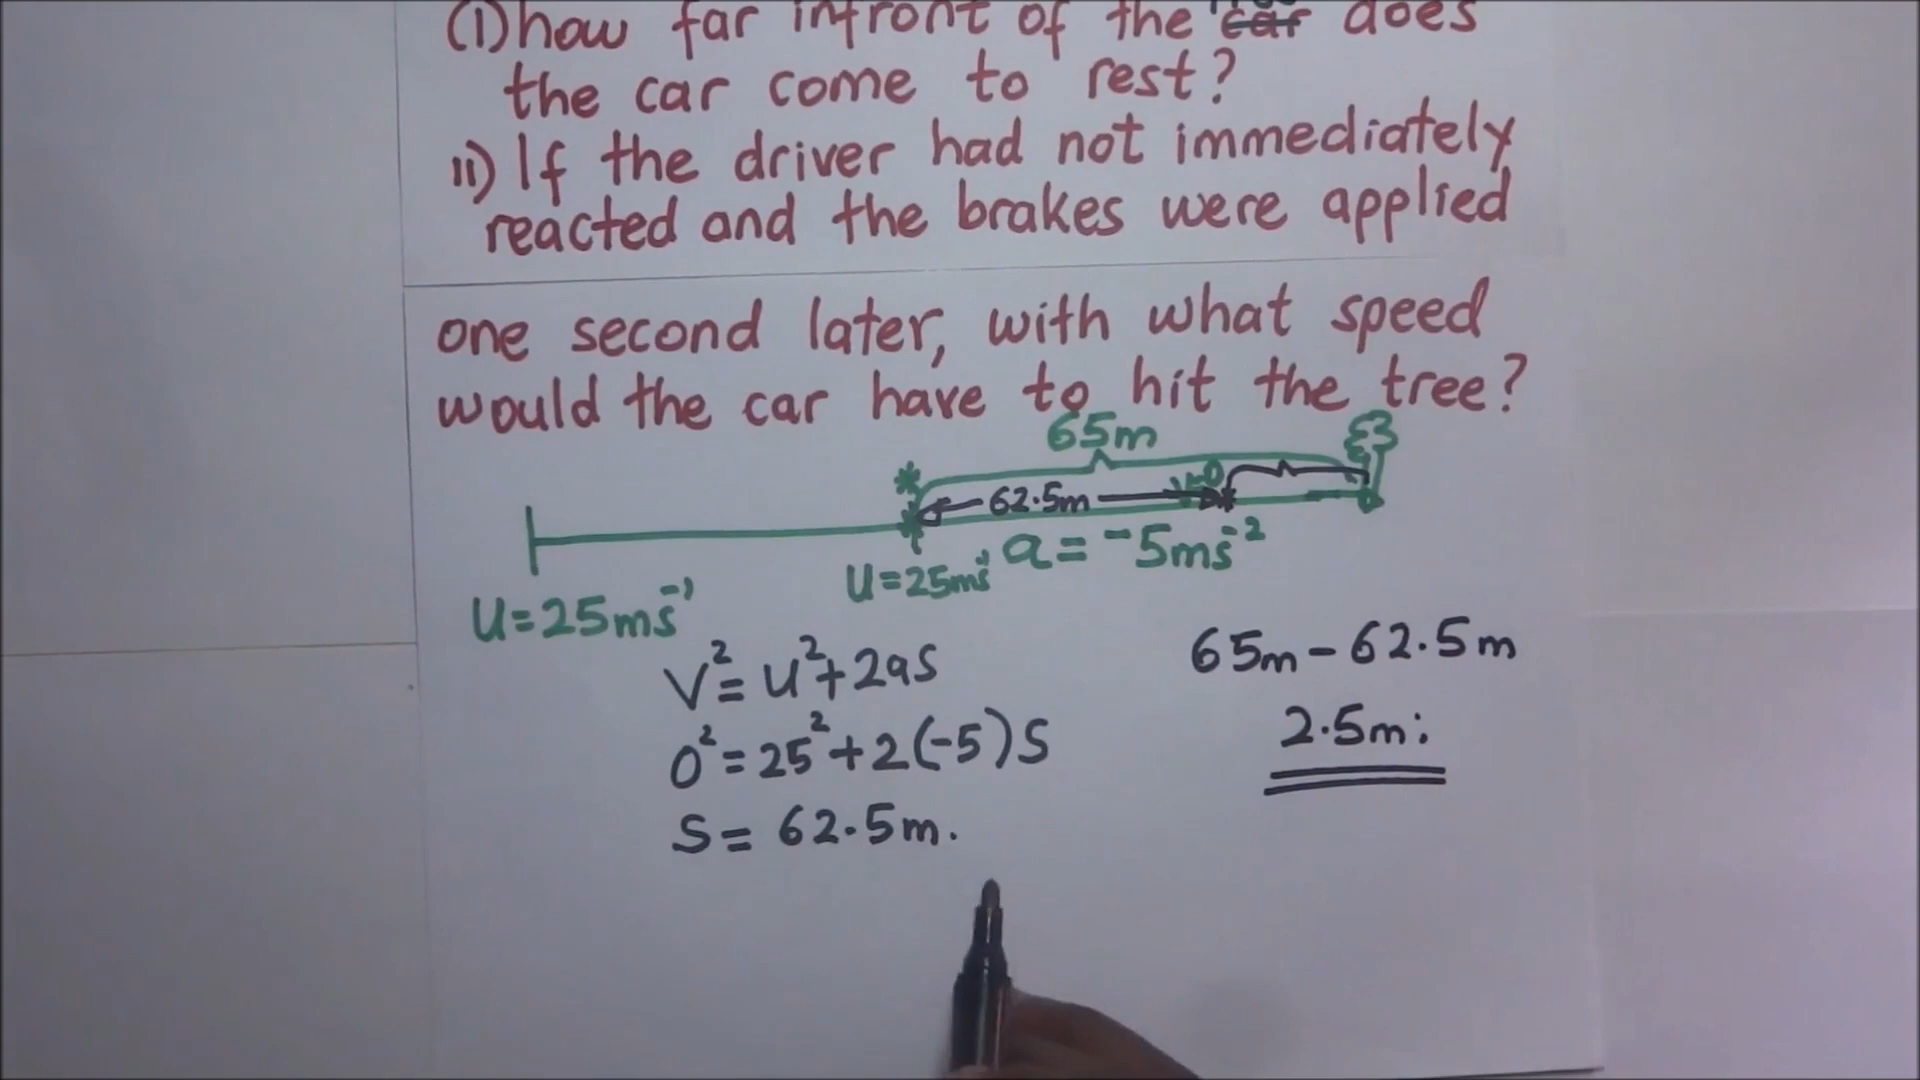 (I) how far infront of the car does
the car come to rest?
II) If the driver had not immediately
reacted and the brakes were applied
one second later, with what speed
would the car have to hit the tree?
65m
62.5m
U=25ms⁻¹ a=⁻5ms⁻²
U=25ms⁻¹
V²=U²+2aS
0²=25²+2(-5)S
S=62.5m.
65m-62.5m
2.5m: